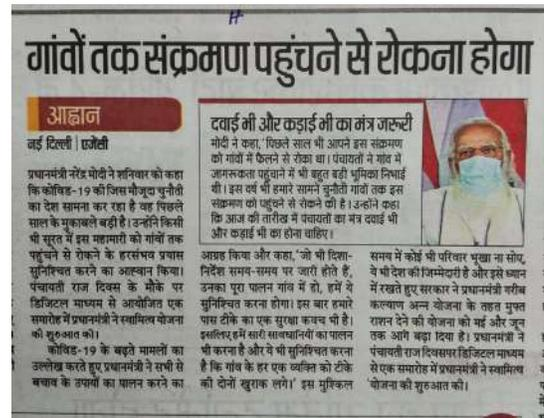 H
गांवों तक संक्रमण पहुंचने से रोकना होगा
आह्वान
नई दिल्ली | एजेंसी
प्रधानमंत्री नरेंद्र मोदी ने शनिवार को कहा
कि कोविड-19 की जिस मौजूदा चुनौती
का देश सामना कर रहा है वह पिछले
साल के मुकाबले बड़ी है। उन्होंने किसी
भी सूरत में इस महामारी को गांवों तक
पहुंचने से रोकने के हरसंभव प्रयास
सुनिश्चित करने का आह्वान किया।
पंचायती राज दिवस के मौके पर
डिजिटल माध्यम से आयोजित एक
समारोह में प्रधानमंत्री ने स्वामित्व योजना
की शुरुआत की।
कोविड-19 के बढ़ते मामलों का
उल्लेख करते हुए प्रधानमंत्री ने सभी से
बचाव के उपायों का पालन करने का
दवाई भी और कड़ाई भी का मंत्र जरूरी
मोदी ने कहा, 'पिछले साल भी आपने इस संक्रमण
को गांवों में फैलने से रोका था। पंचायतों ने गांव में
जागरूकता पहुंचाने में भी बहुत बड़ी भूमिका निभाई
थी। इस वर्ष भी हमारे सामने चुनौती गांवों तक इस
संक्रमण को पहुंचने से रोकने की है। उन्होंने कहा
कि आज की तारीख में पंचायतों का मंत्र दवाई भी
और कड़ाई भी का होना चाहिए।
आग्रह किया और कहा, 'जो भी दिशा-
निर्देश समय-समय पर जारी होते हैं,
उनका पूरा पालन गांव में हो, हमें ये
सुनिश्चित करना होगा। इस बार हमारे
पास टीके का एक सुरक्षा कवच भी है।
इसलिए, हमें सारी सावधानियों का पालन
भी करना है और ये भी सुनिश्चित करना
है कि गांव के हर एक व्यक्ति को टीके
की दोनों खुराक लगे।' इस मुश्किल
समय में कोई भी परिवार भूखा ना सोए,
ये भी देश की जिम्मेदारी है और इसे ध्यान
में रखते हुए सरकार ने प्रधानमंत्री गरीब
कल्याण अन्न योजना के तहत मुफ्त
राशन देने की योजना को मई और जून
तक आगे बढ़ा दिया है। प्रधानमंत्री ने
पंचायती राज दिवसपर डिजिटल माध्यम
से एक समारोह में प्रधानमंत्री ने स्वामित्व
योजना की शुरुआत की।